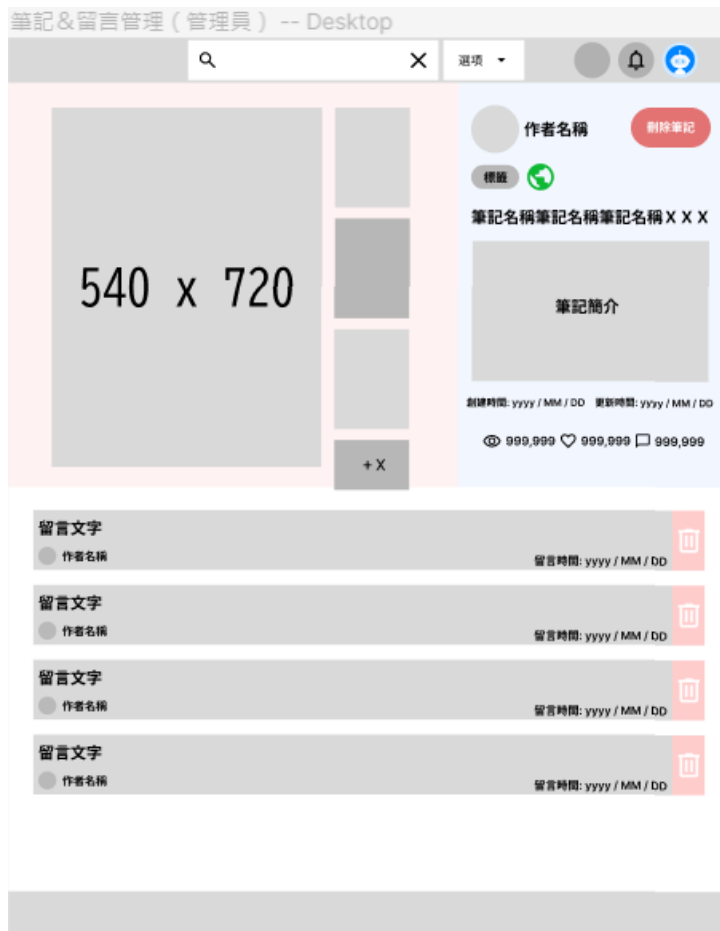 筆記＆留言管理（管理員） -- Desktop
選項
作者名稱
刪除筆記
標籤
筆記名稱筆記名稱筆記名稱ＸＸＸ
540 x 720
筆記簡介
創建時間: yyyy / MM / DD 更新時間: yyyy / MM / DD
999,999 999,999 999,999
+ X
留言文字
作者名稱
留言時間: yyyy / MM / DD
留言文字
作者名稱
留言時間: yyyy / MM / DD
留言文字
作者名稱
留言時間: yyyy / MM / DD
留言文字
作者名稱
留言時間: yyyy / MM / DD